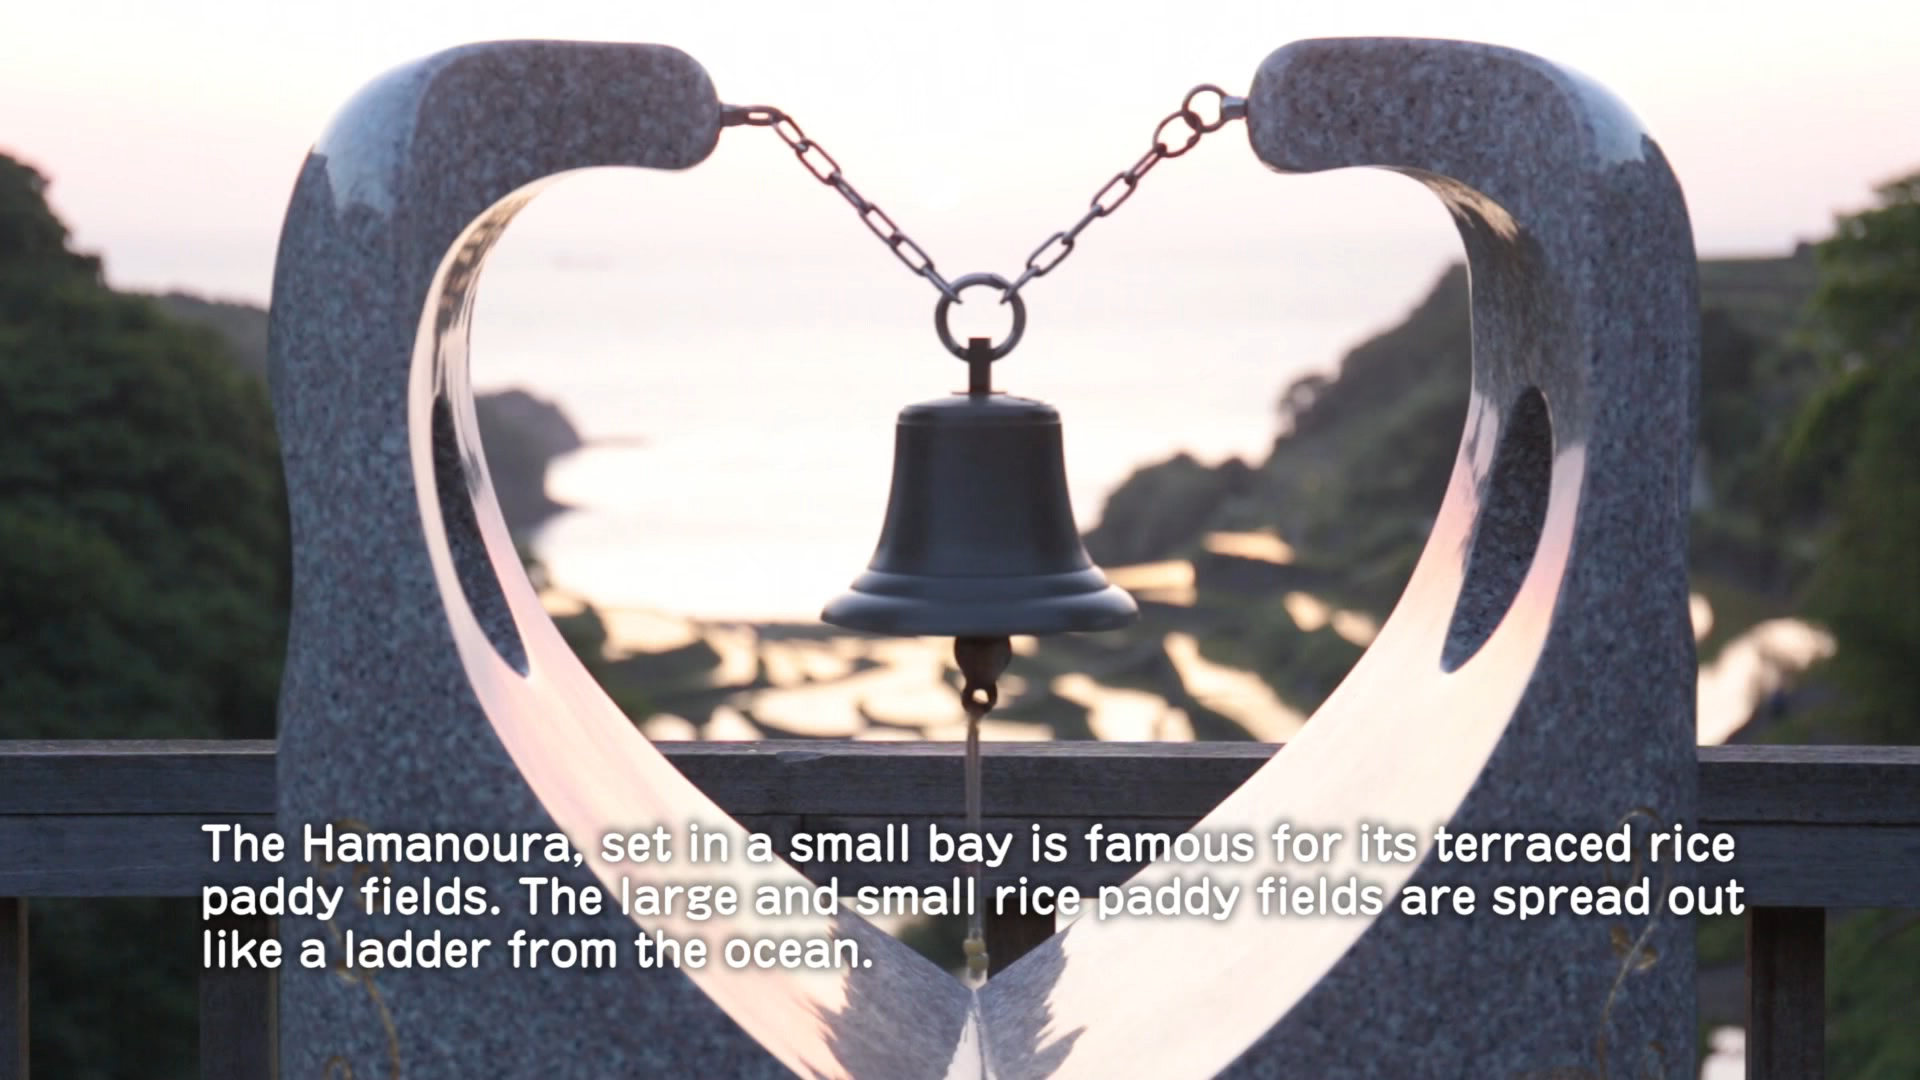 The Hamanoura, set in a small bay is famous for its terraced rice
paddy fields. The large and small rice paddy fields are spread out
like a ladder from the ocean.